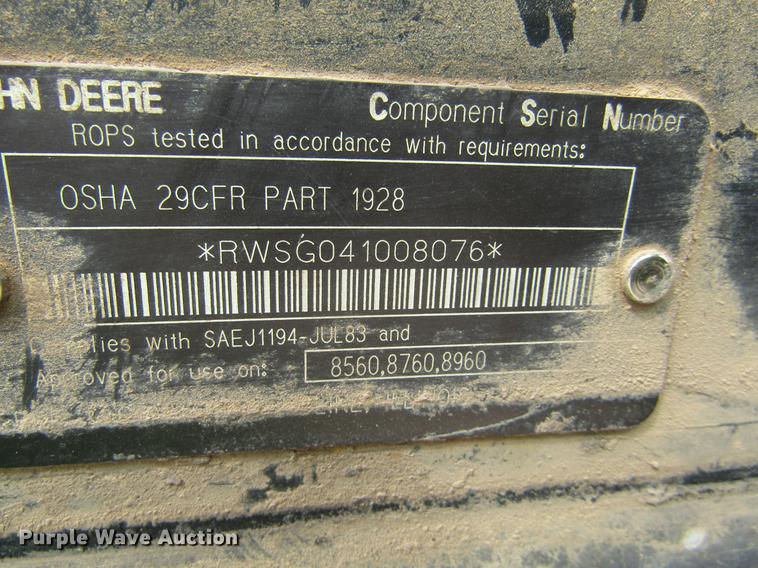 HN DEERE
Component Serial Number
ROPS tested in accordance with requirements:
OSHA 29CFR PART 1928
*RWSG041008076*
Complies with SAEJ1194-JUL83 and
Approved for use on: 8560,8760,8960
Purple Wave Auction